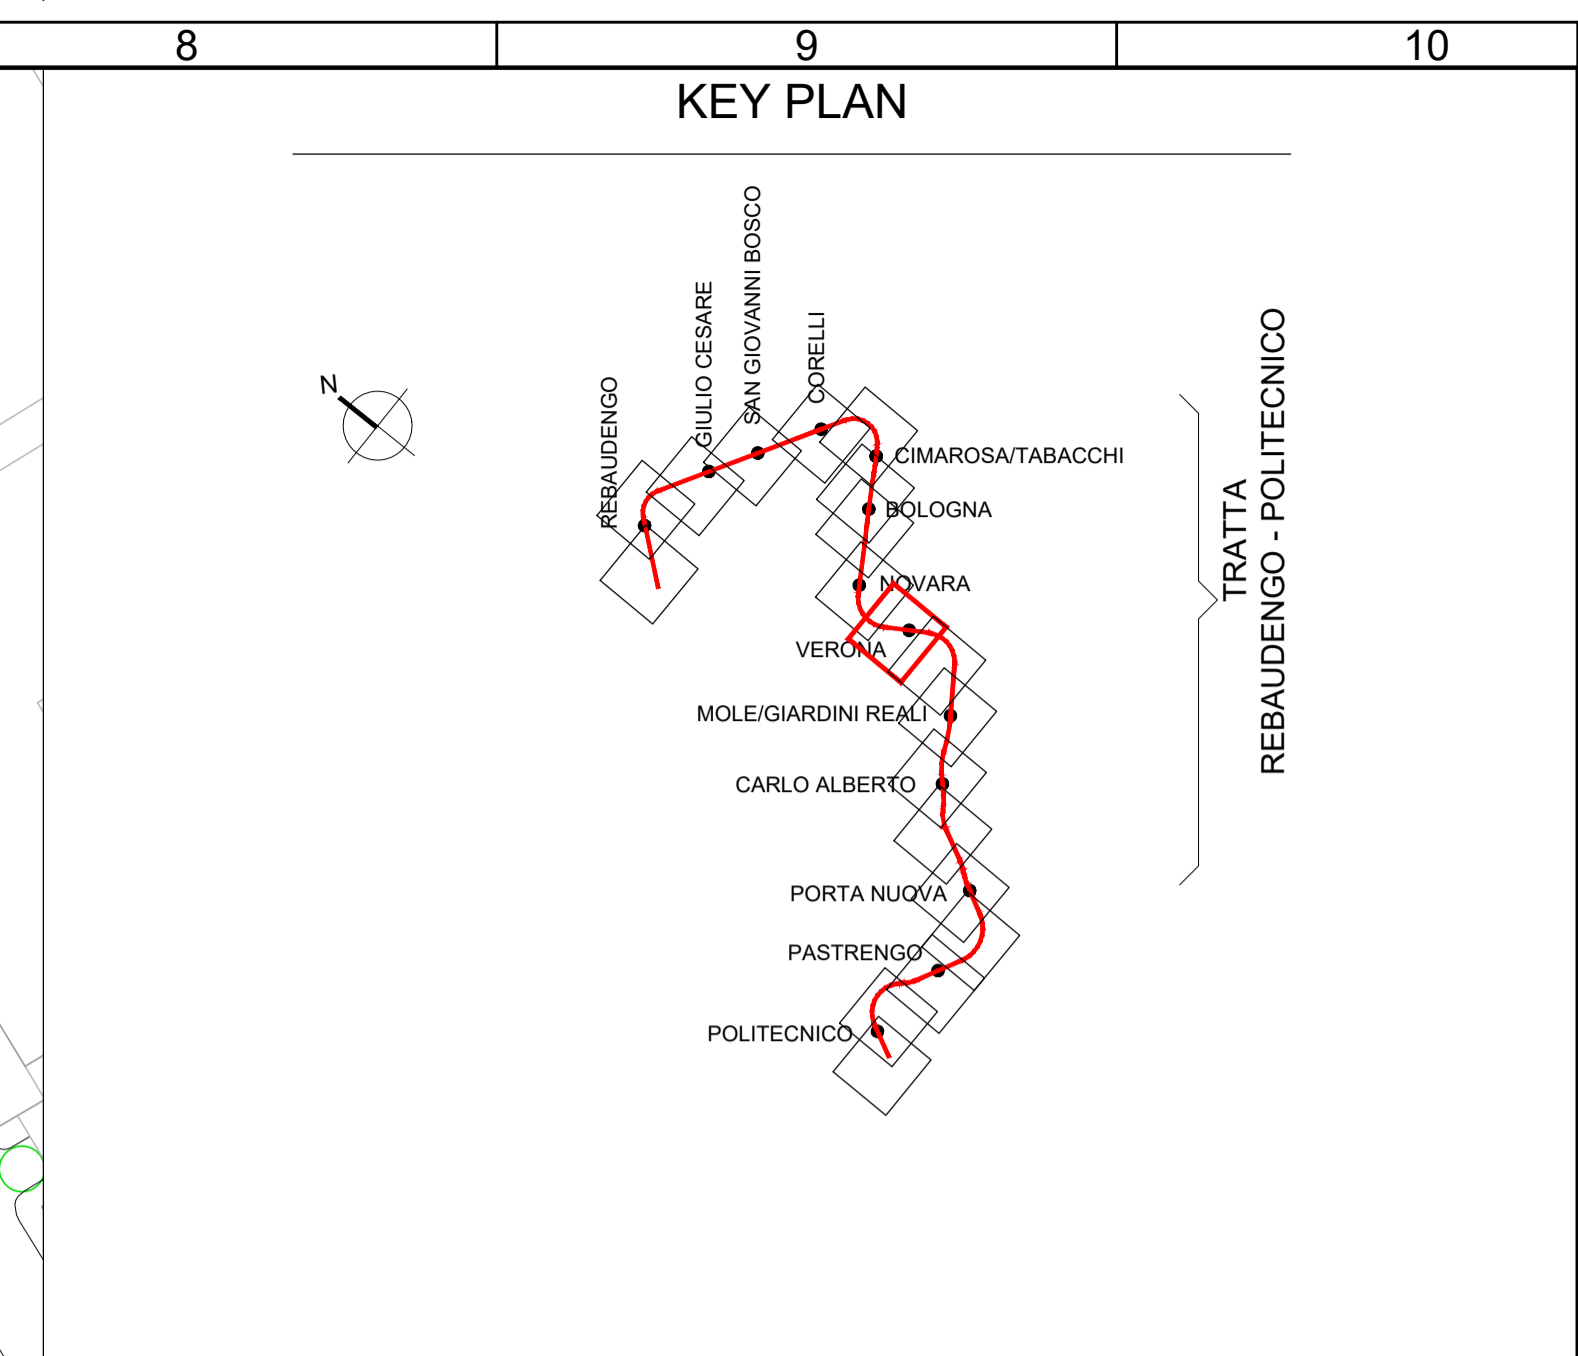 8
9
10
KEY PLAN
N
REBAUDENGO
GIULIO CESARE
SAN GIOVANNI BOSCO
CORELLI
CIMAROSA/TABACCHI
BOLOGNA
NOVARA
VERONA
MOLE/GIARDINI REALI
CARLO ALBERTO
PORTA NUOVA
PASTRENGO
POLITECNICO
TRATTA
REBAUDENGO - POLITECNICO